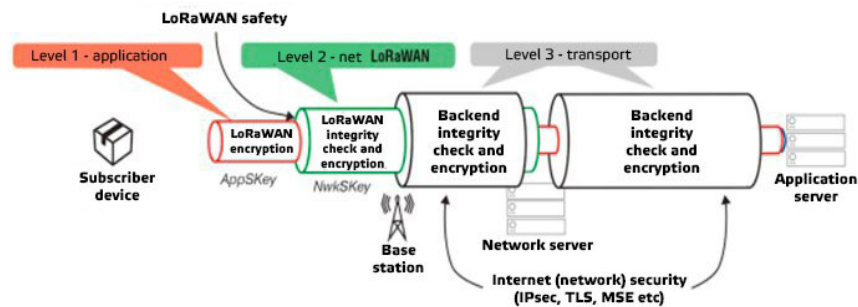 LoRaWAN safety
Level 1 - application
Level 2 - net LoRaWAN
Level 3 - transport
LoRaWAN
encryption
LoRaWAN
integrity
check and
encryption
Backend
integrity
check and
encryption
Backend
integrity
check and
encryption
Subscriber
device
AppSKey
NwkSKey
Base
station
Network server
Application
server
Internet (network) security
(IPsec, TLS, MSE etc)